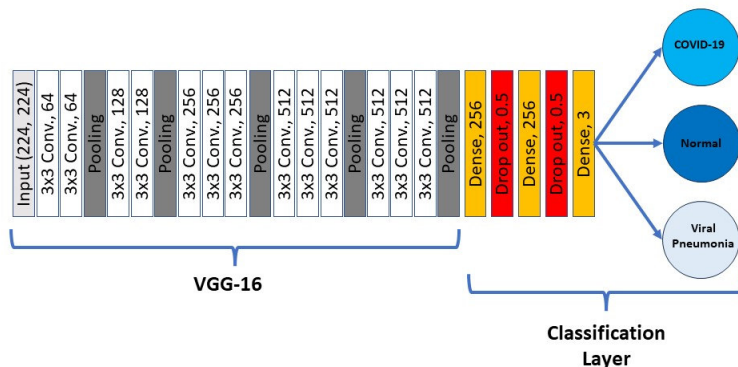 Input (224, 224)
3x3 Conv., 64
3x3 Conv., 64
Pooling
3x3 Conv., 128
3x3 Conv., 128
Pooling
3x3 Conv., 256
3x3 Conv., 256
3x3 Conv., 256
Pooling
3x3 Conv., 512
3x3 Conv., 512
3x3 Conv., 512
Pooling
3x3 Conv., 512
3x3 Conv., 512
3x3 Conv., 512
Pooling
Dense, 256
Drop out, 0.5
Dense, 256
Drop out, 0.5
Dense, 3
COVID-19
Normal
Viral
Pneumonia
VGG-16
Classification
Layer